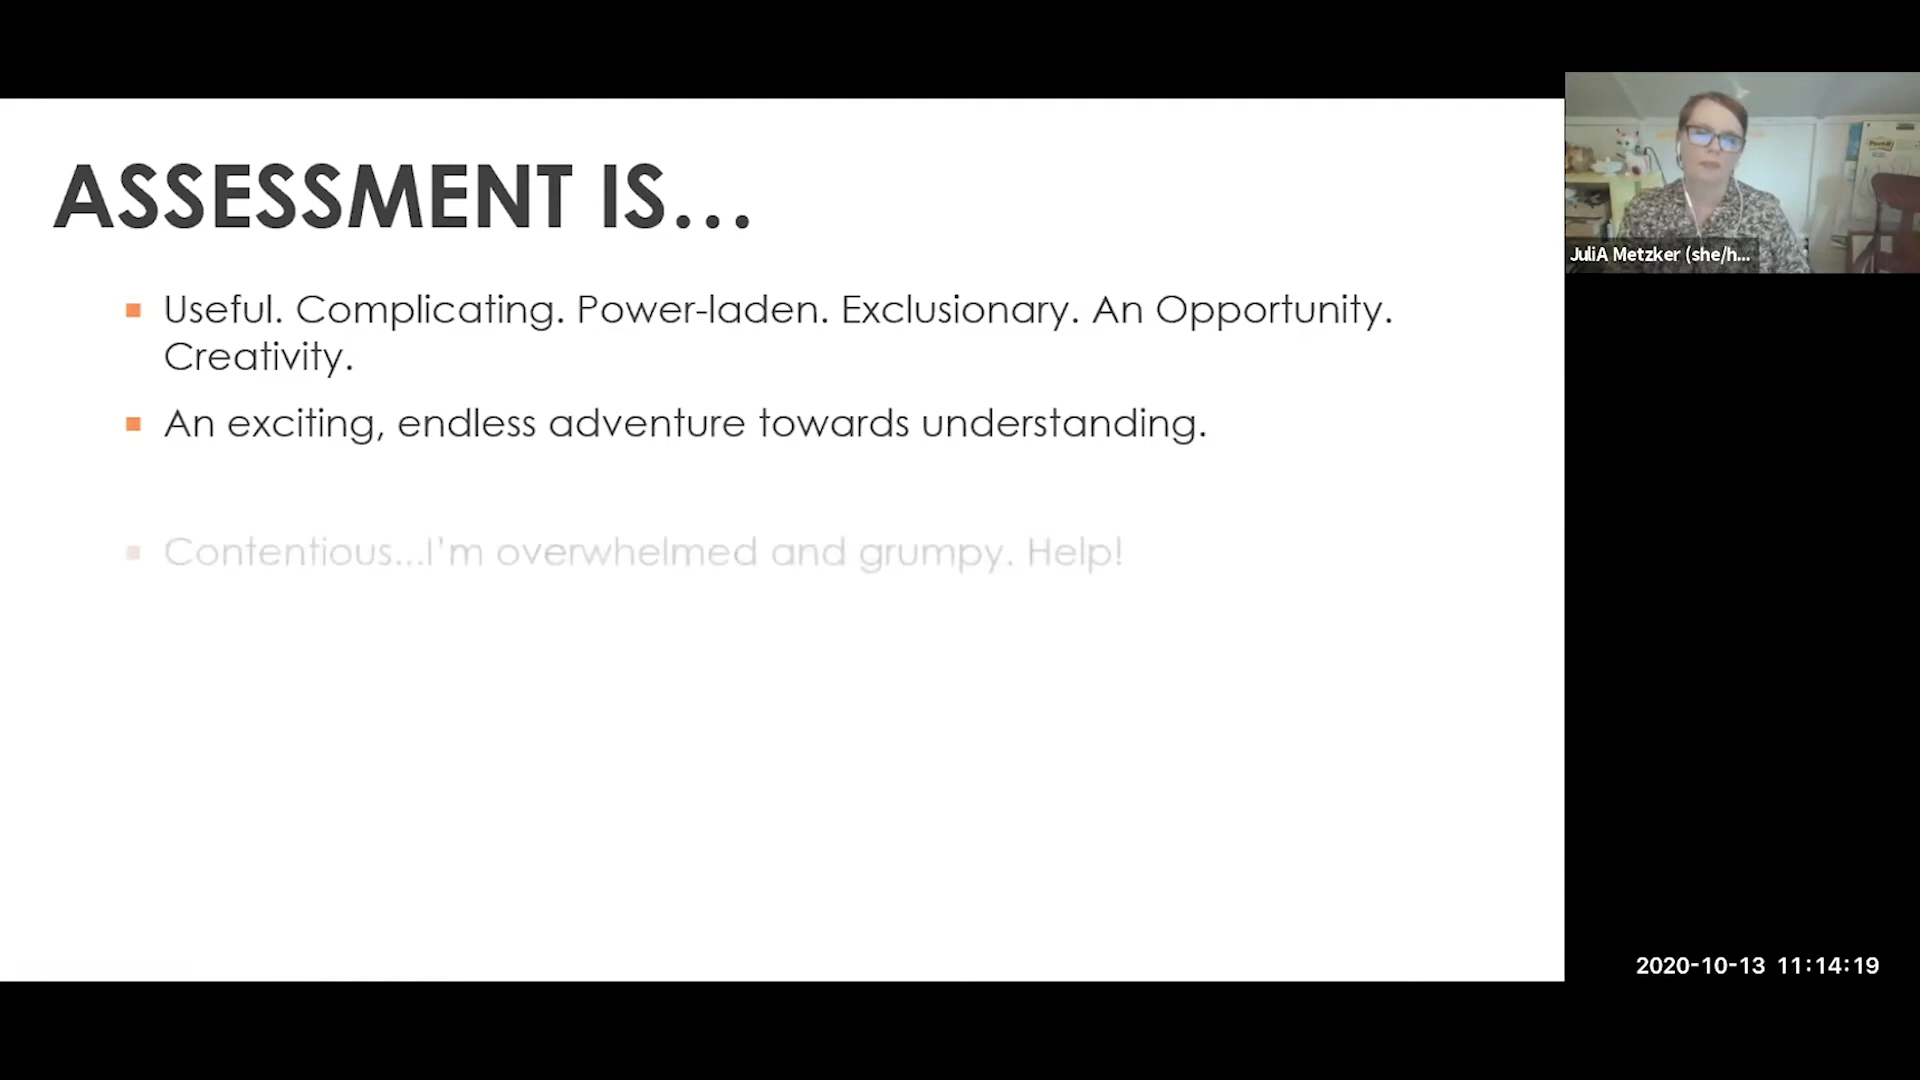 ASSESSMENT IS...
Useful. Complicating. Power-laden. Exclusionary. An Opportunity.
Creativity.
An exciting, endless adventure towards understanding.
Contentious...I'm overwhelmed and grumpy. Help!
JuliA Metzker (she/h...
2020-10-13 11:14:19